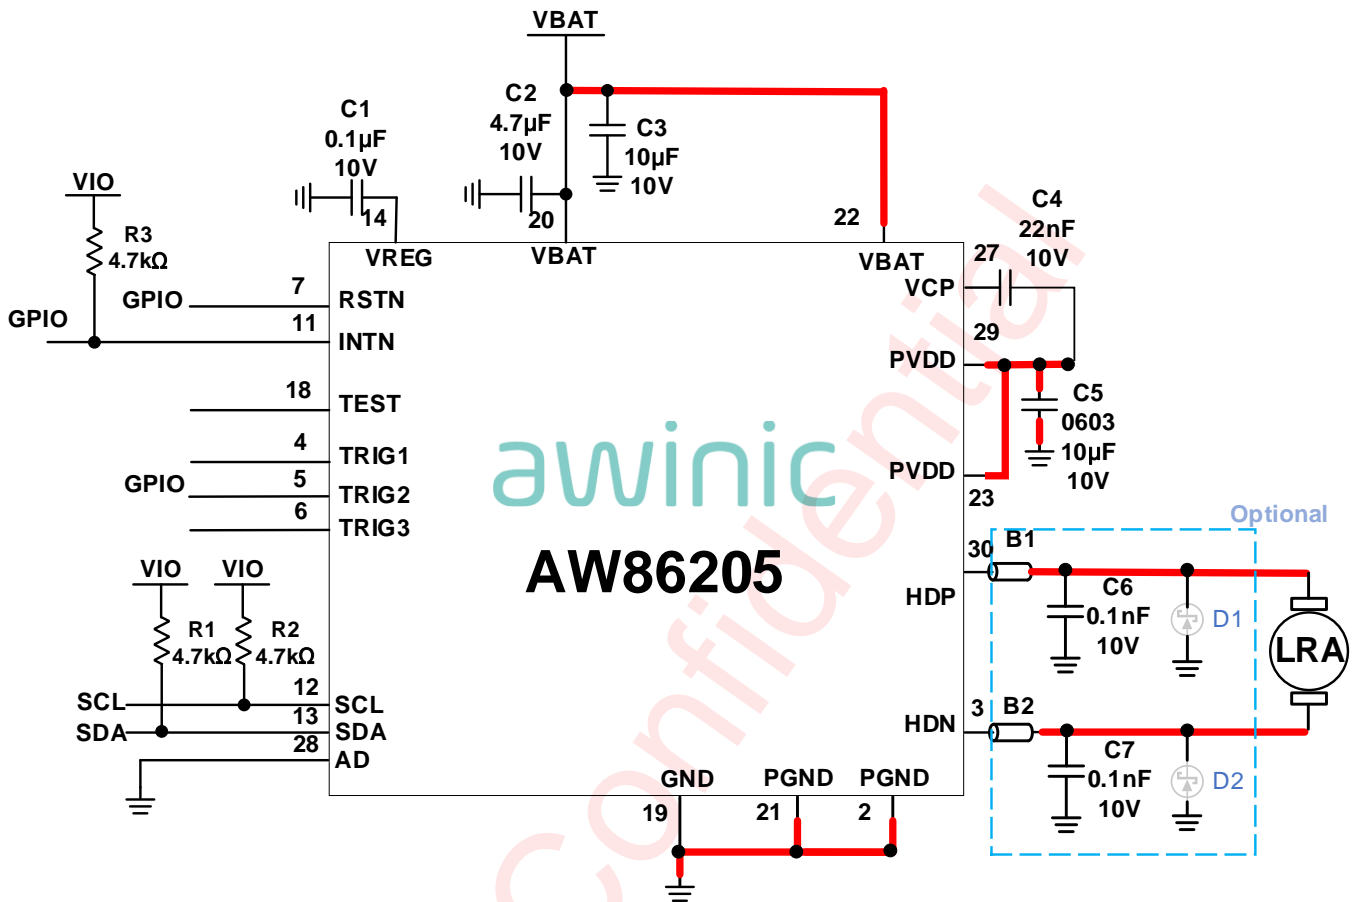 VBAT
C1
0.1µF
10V
14
VREG
C2
4.7µF
10V
20
VBAT
C3
10µF
10V
22
VBAT
VIO
R3
4.7kΩ
GPIO
7
RSTN
GPIO
11
INTN
18
TEST
4
TRIG1
GPIO
5
TRIG2
6
TRIG3
VIO
VIO
R1
4.7kΩ
R2
4.7kΩ
SCL
12
SCL
SDA
13
SDA
28
AD
awinic
AW86205
C4
22nF
10V
27
VCP
29
PVDD
C5
0603
10µF
10V
PVDD
23
Optional
30
B1
HDP
C6
0.1nF
10V
D1
LRA
3
B2
HDN
C7
0.1nF
10V
D2
GND
PGND
PGND
19
21
2
Confidential